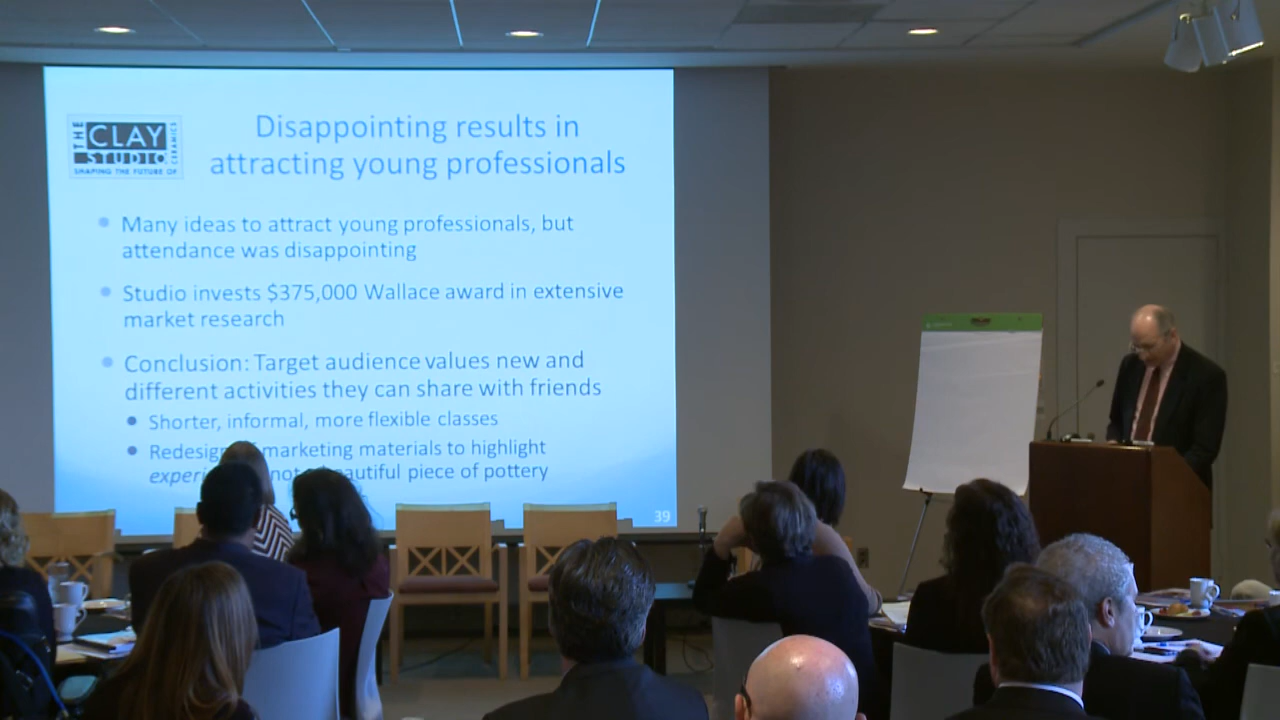 THE
CLAY
STUDIO
CERAMICS
SHAPING THE FUTURE OF
Disappointing results in
attracting young professionals
Many ideas to attract young professionals, but
attendance was disappointing
Studio invests $375,000 Wallace award in extensive
market research
Conclusion: Target audience values new and
different activities they can share with friends
Shorter, informal, more flexible classes
marketing materials to highlight
not beautiful piece of pottery
39